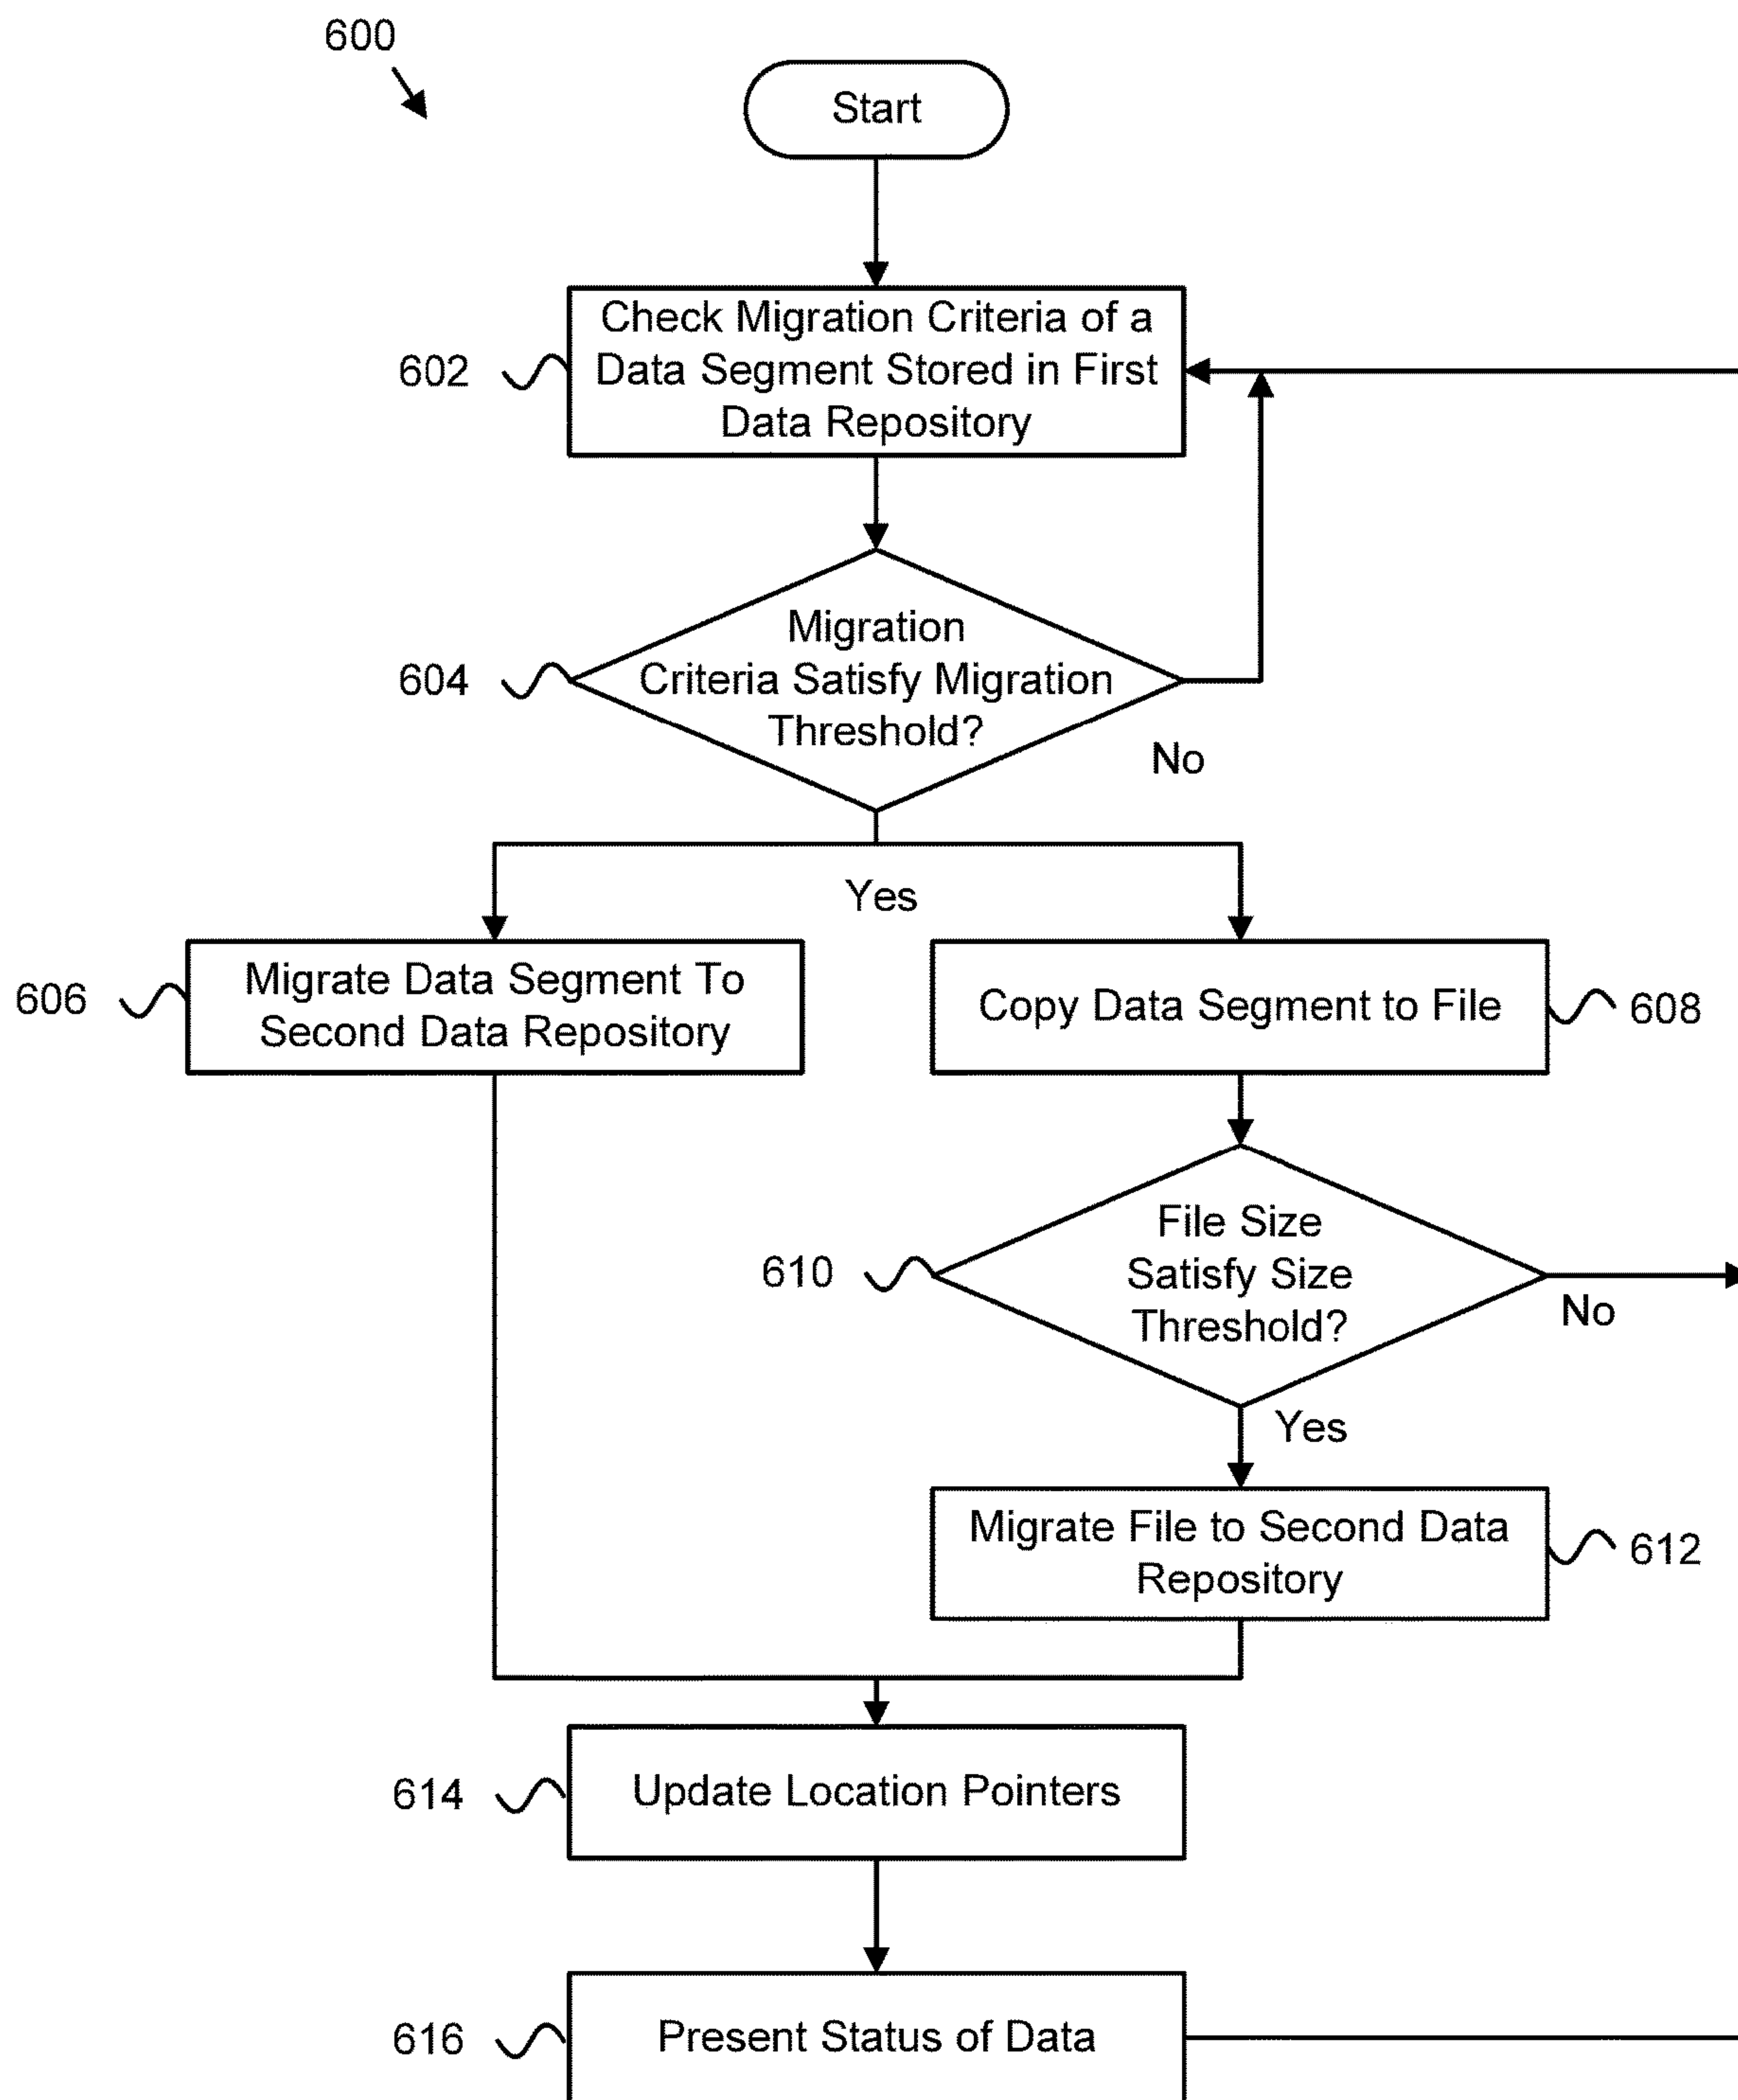 600
Start
Check Migration Criteria of a
Data Segment Stored in First
Data Repository
602
Migration
Criteria Satisfy Migration
Threshold?
604
No
Yes
Migrate Data Segment To
Second Data Repository
606
Copy Data Segment to File
608
File Size
Satisfy Size
Threshold?
610
No
Yes
Migrate File to Second Data
Repository
612
Update Location Pointers
614
Present Status of Data
616